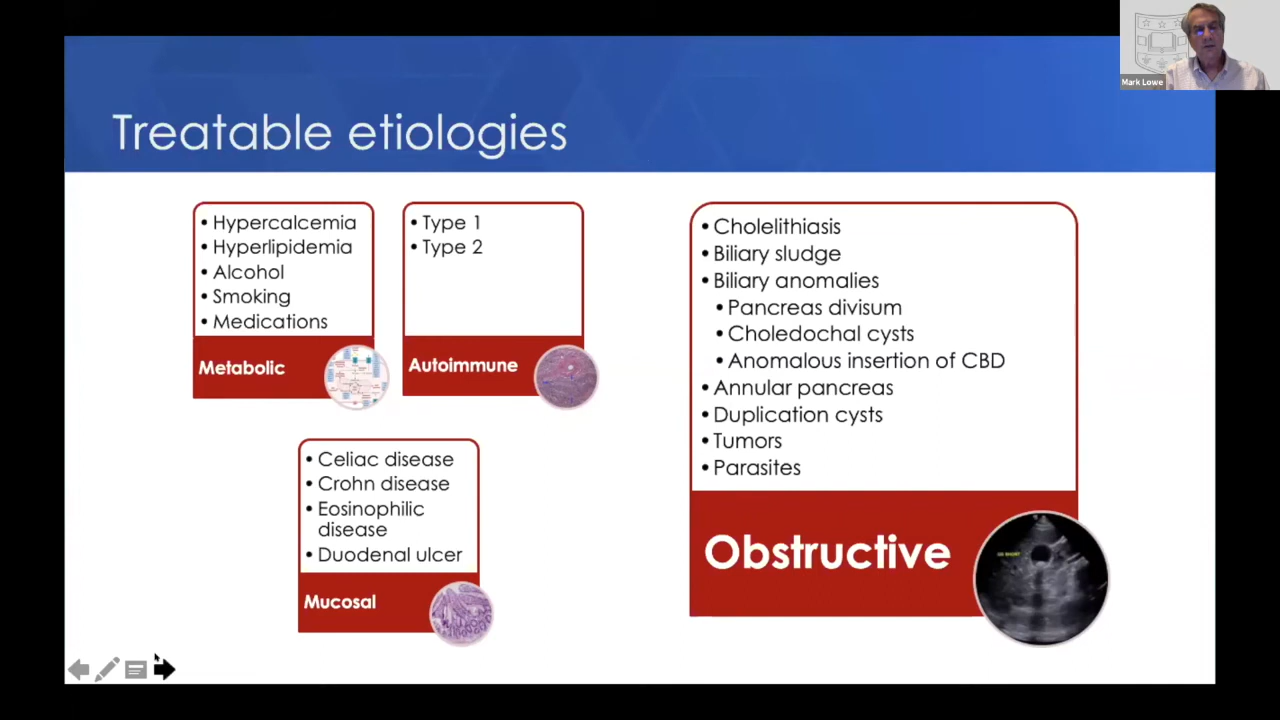 Mark Lowe
Treatable etiologies
• Hypercalcemia
• Hyperlipidemia
• Alcohol
• Smoking
• Medications
Metabolic
• Type 1
• Type 2
Autoimmune
• Celiac disease
• Crohn disease
• Eosinophilic
disease
• Duodenal ulcer
Mucosal
• Cholelithiasis
• Biliary sludge
• Biliary anomalies
• Pancreas divisum
• Choledochal cysts
• Anomalous insertion of CBD
• Annular pancreas
• Duplication cysts
• Tumors
• Parasites
Obstructive